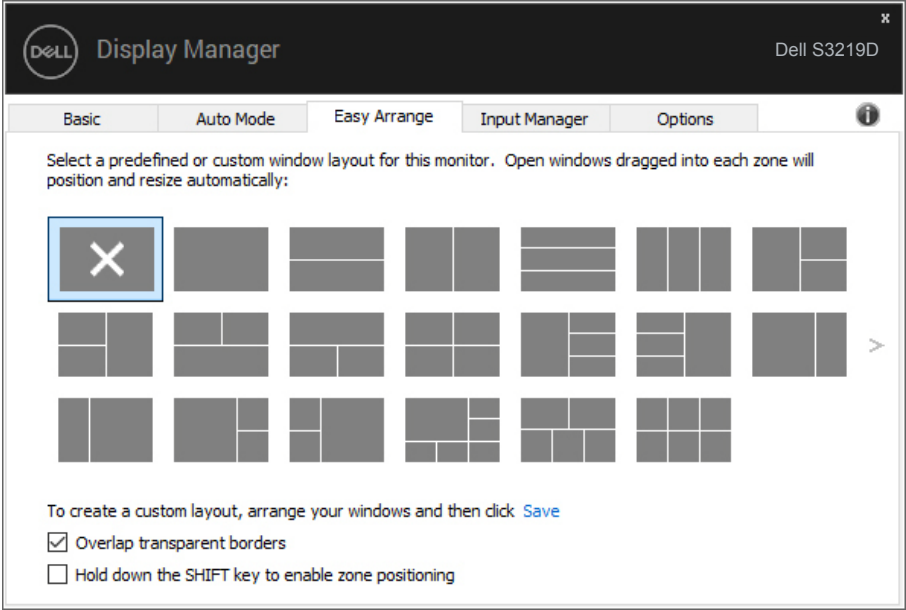 x
DELL Display Manager
Dell S3219D
Basic Auto Mode Easy Arrange Input Manager Options
Select a predefined or custom window layout for this monitor. Open windows dragged into each zone will
position and resize automatically:
>
To create a custom layout, arrange your windows and then click Save
Overlap transparent borders
Hold down the SHIFT key to enable zone positioning